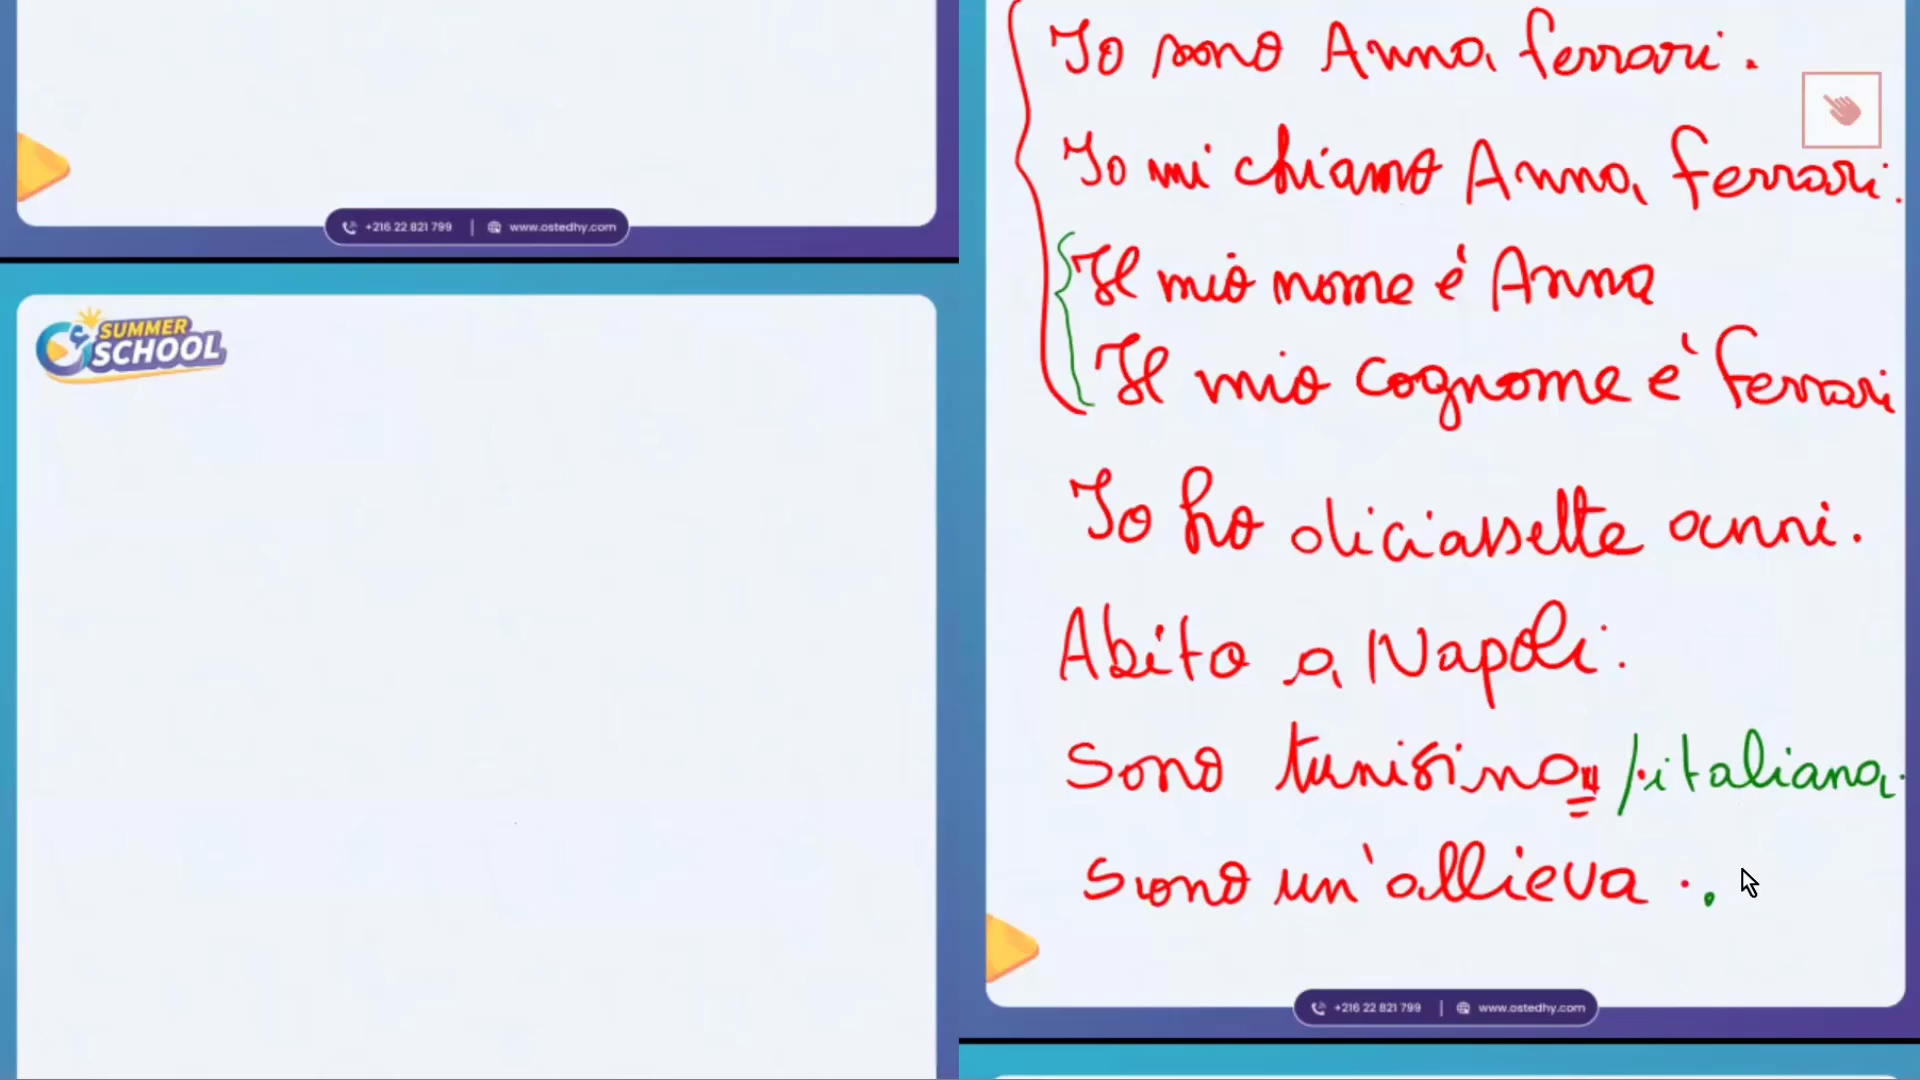 +216 22 821 799 | www.ostedhy.com
SUMMER
SCHOOL
Io sono Anna Ferrari.
Io mi chiamo Anna Ferrari.
Il mio nome é Anna
Il mio cognome é Ferrari
Io ho diciassette anni.
Abito a Napoli.
Sono tunisina /italiana.
Sono un'allieva.
+216 22 821 799 | www.ostedhy.com